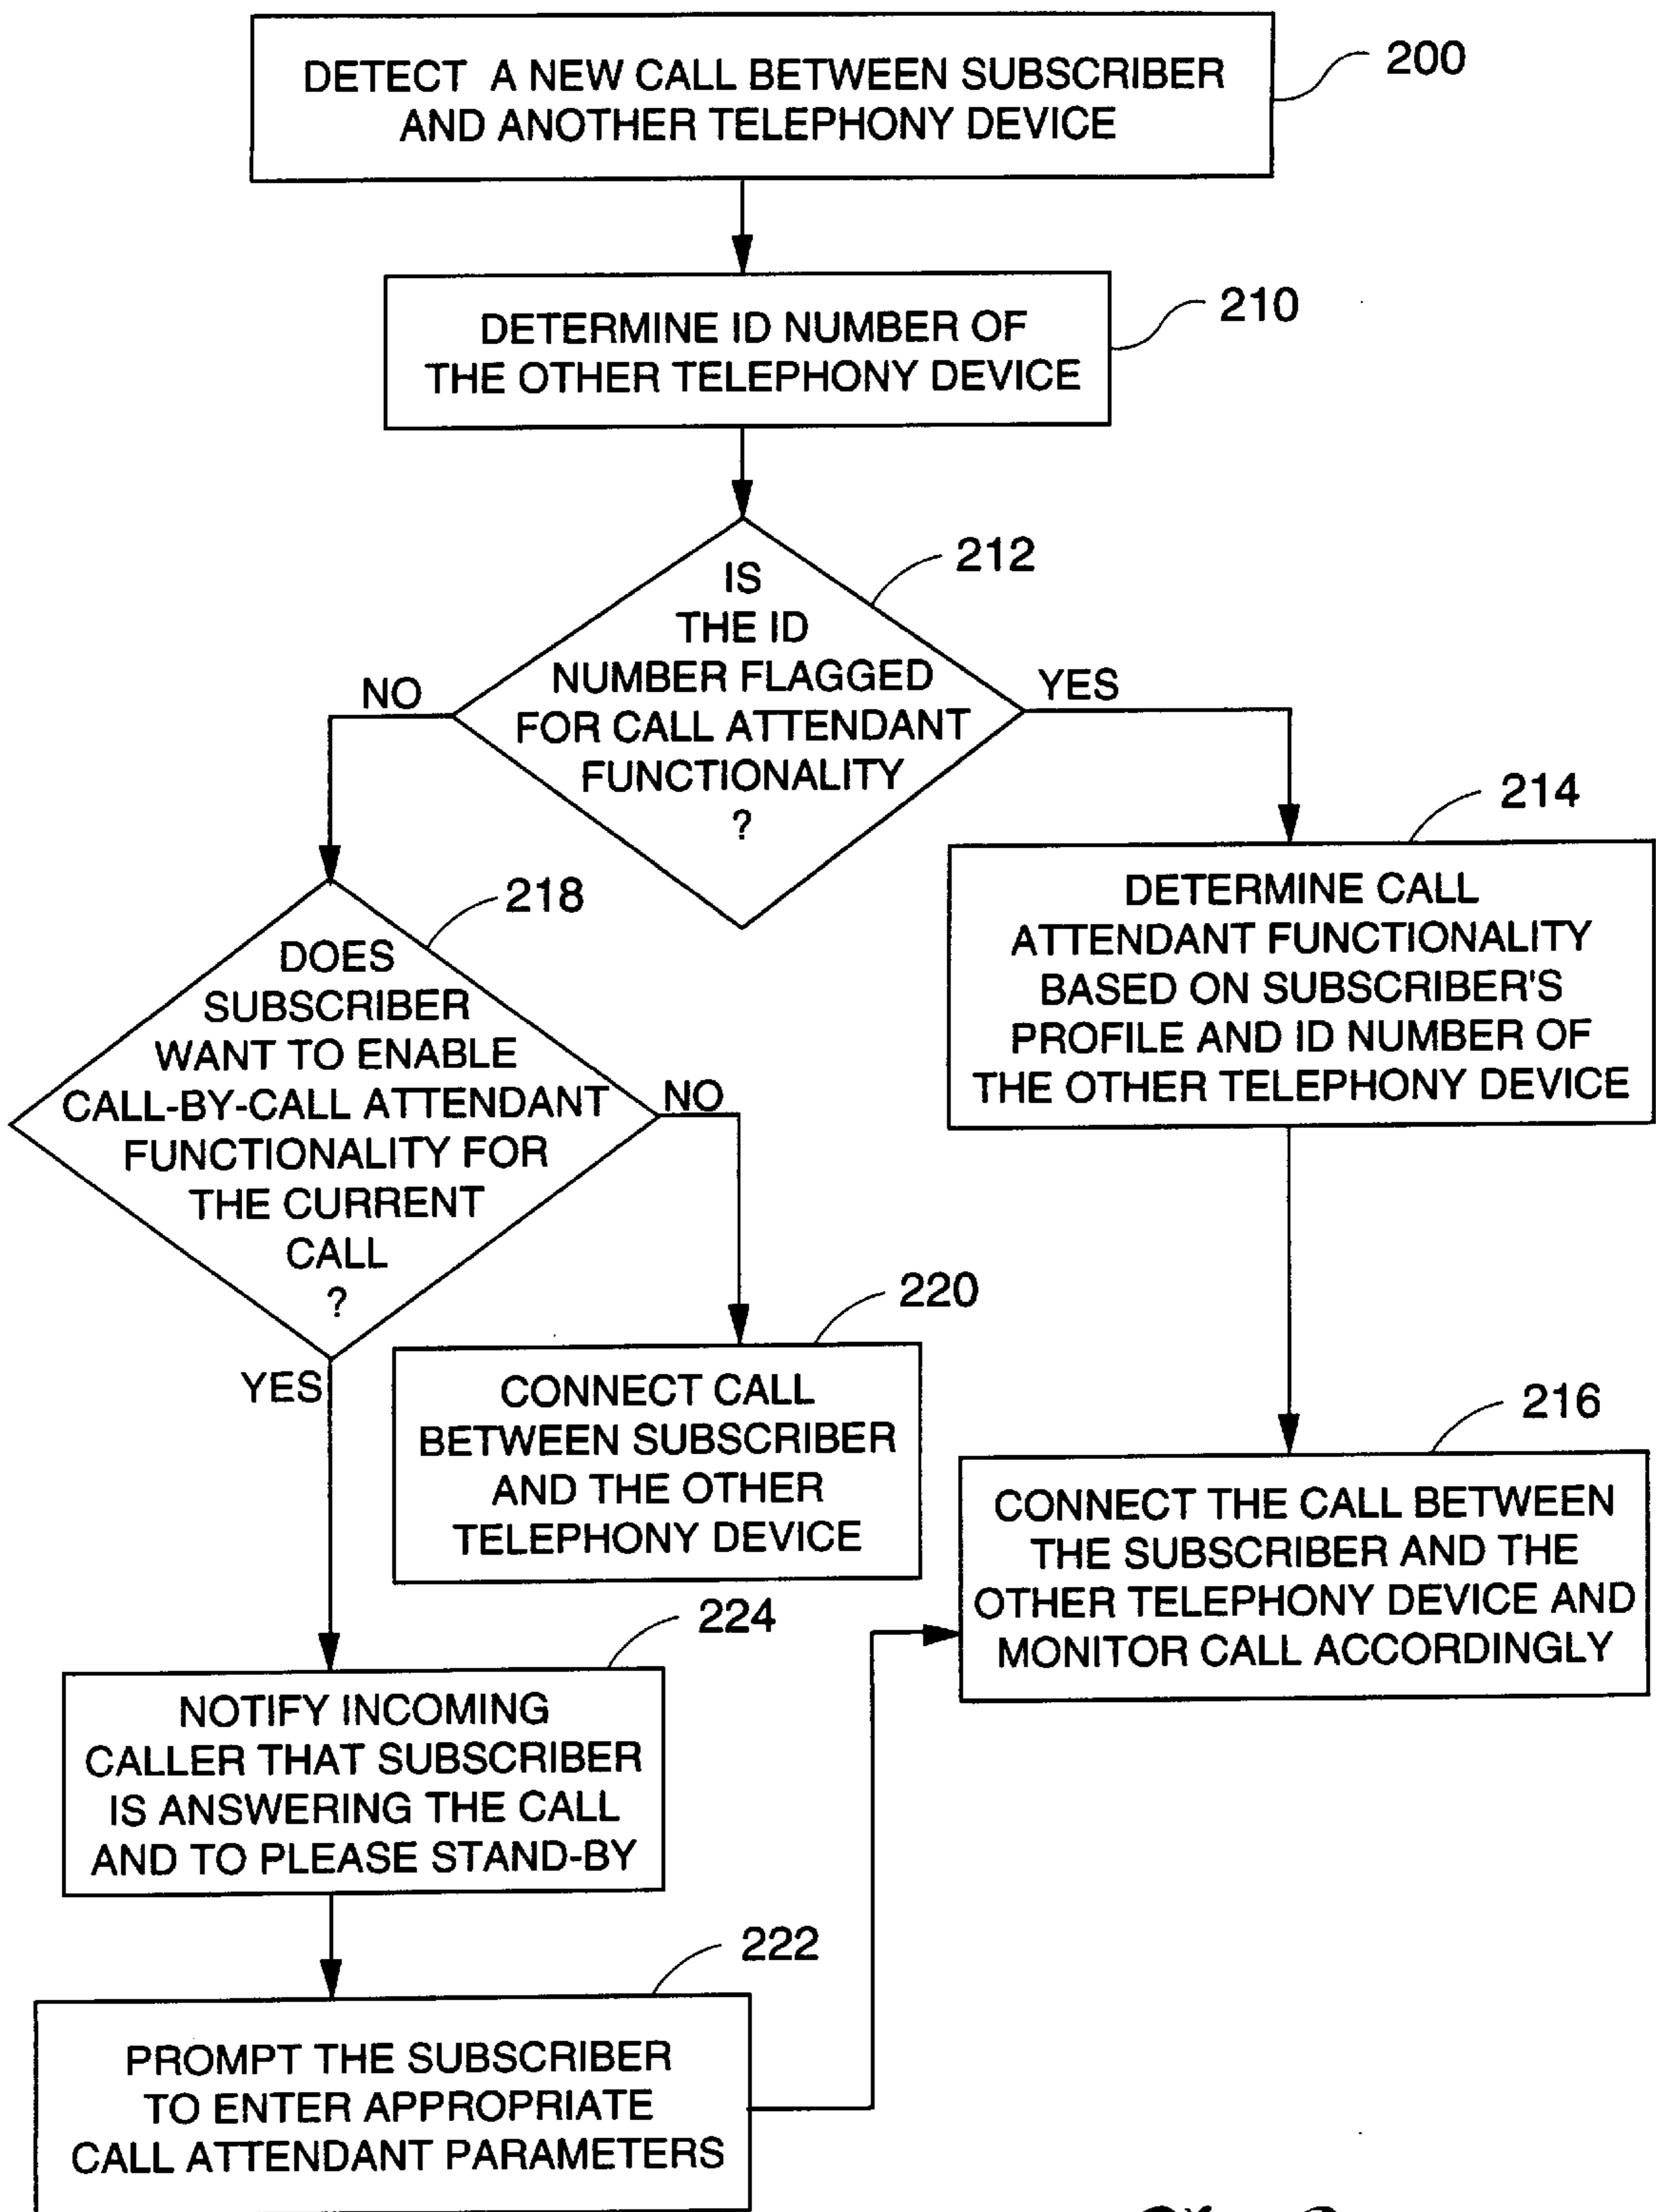 DETECT A NEW CALL BETWEEN SUBSCRIBER
AND ANOTHER TELEPHONY DEVICE
200
DETERMINE ID NUMBER OF
THE OTHER TELEPHONY DEVICE
210
IS
THE ID
NUMBER FLAGGED
FOR CALL ATTENDANT
FUNCTIONALITY
?
212
NO
YES
214
DETERMINE CALL
ATTENDANT FUNCTIONALITY
BASED ON SUBSCRIBER'S
PROFILE AND ID NUMBER OF
THE OTHER TELEPHONY DEVICE
218
DOES
SUBSCRIBER
WANT TO ENABLE
CALL-BY-CALL ATTENDANT
FUNCTIONALITY FOR
THE CURRENT
CALL
?
NO
YES
220
CONNECT CALL
BETWEEN SUBSCRIBER
AND THE OTHER
TELEPHONY DEVICE
216
CONNECT THE CALL BETWEEN
THE SUBSCRIBER AND THE
OTHER TELEPHONY DEVICE AND
MONITOR CALL ACCORDINGLY
224
NOTIFY INCOMING
CALLER THAT SUBSCRIBER
IS ANSWERING THE CALL
AND TO PLEASE STAND-BY
222
PROMPT THE SUBSCRIBER
TO ENTER APPROPRIATE
CALL ATTENDANT PARAMETERS